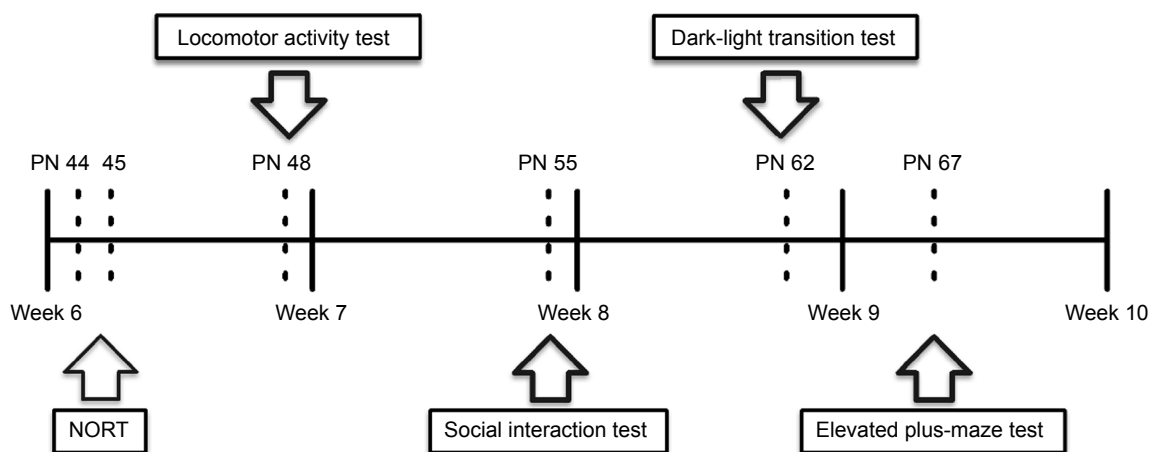 Locomotor activity test
Dark-light transition test
PN 44 45 PN 48 PN 55 PN 62 PN 67
Week 6 Week 7 Week 8 Week 9 Week 10
NORT
Social interaction test
Elevated plus-maze test